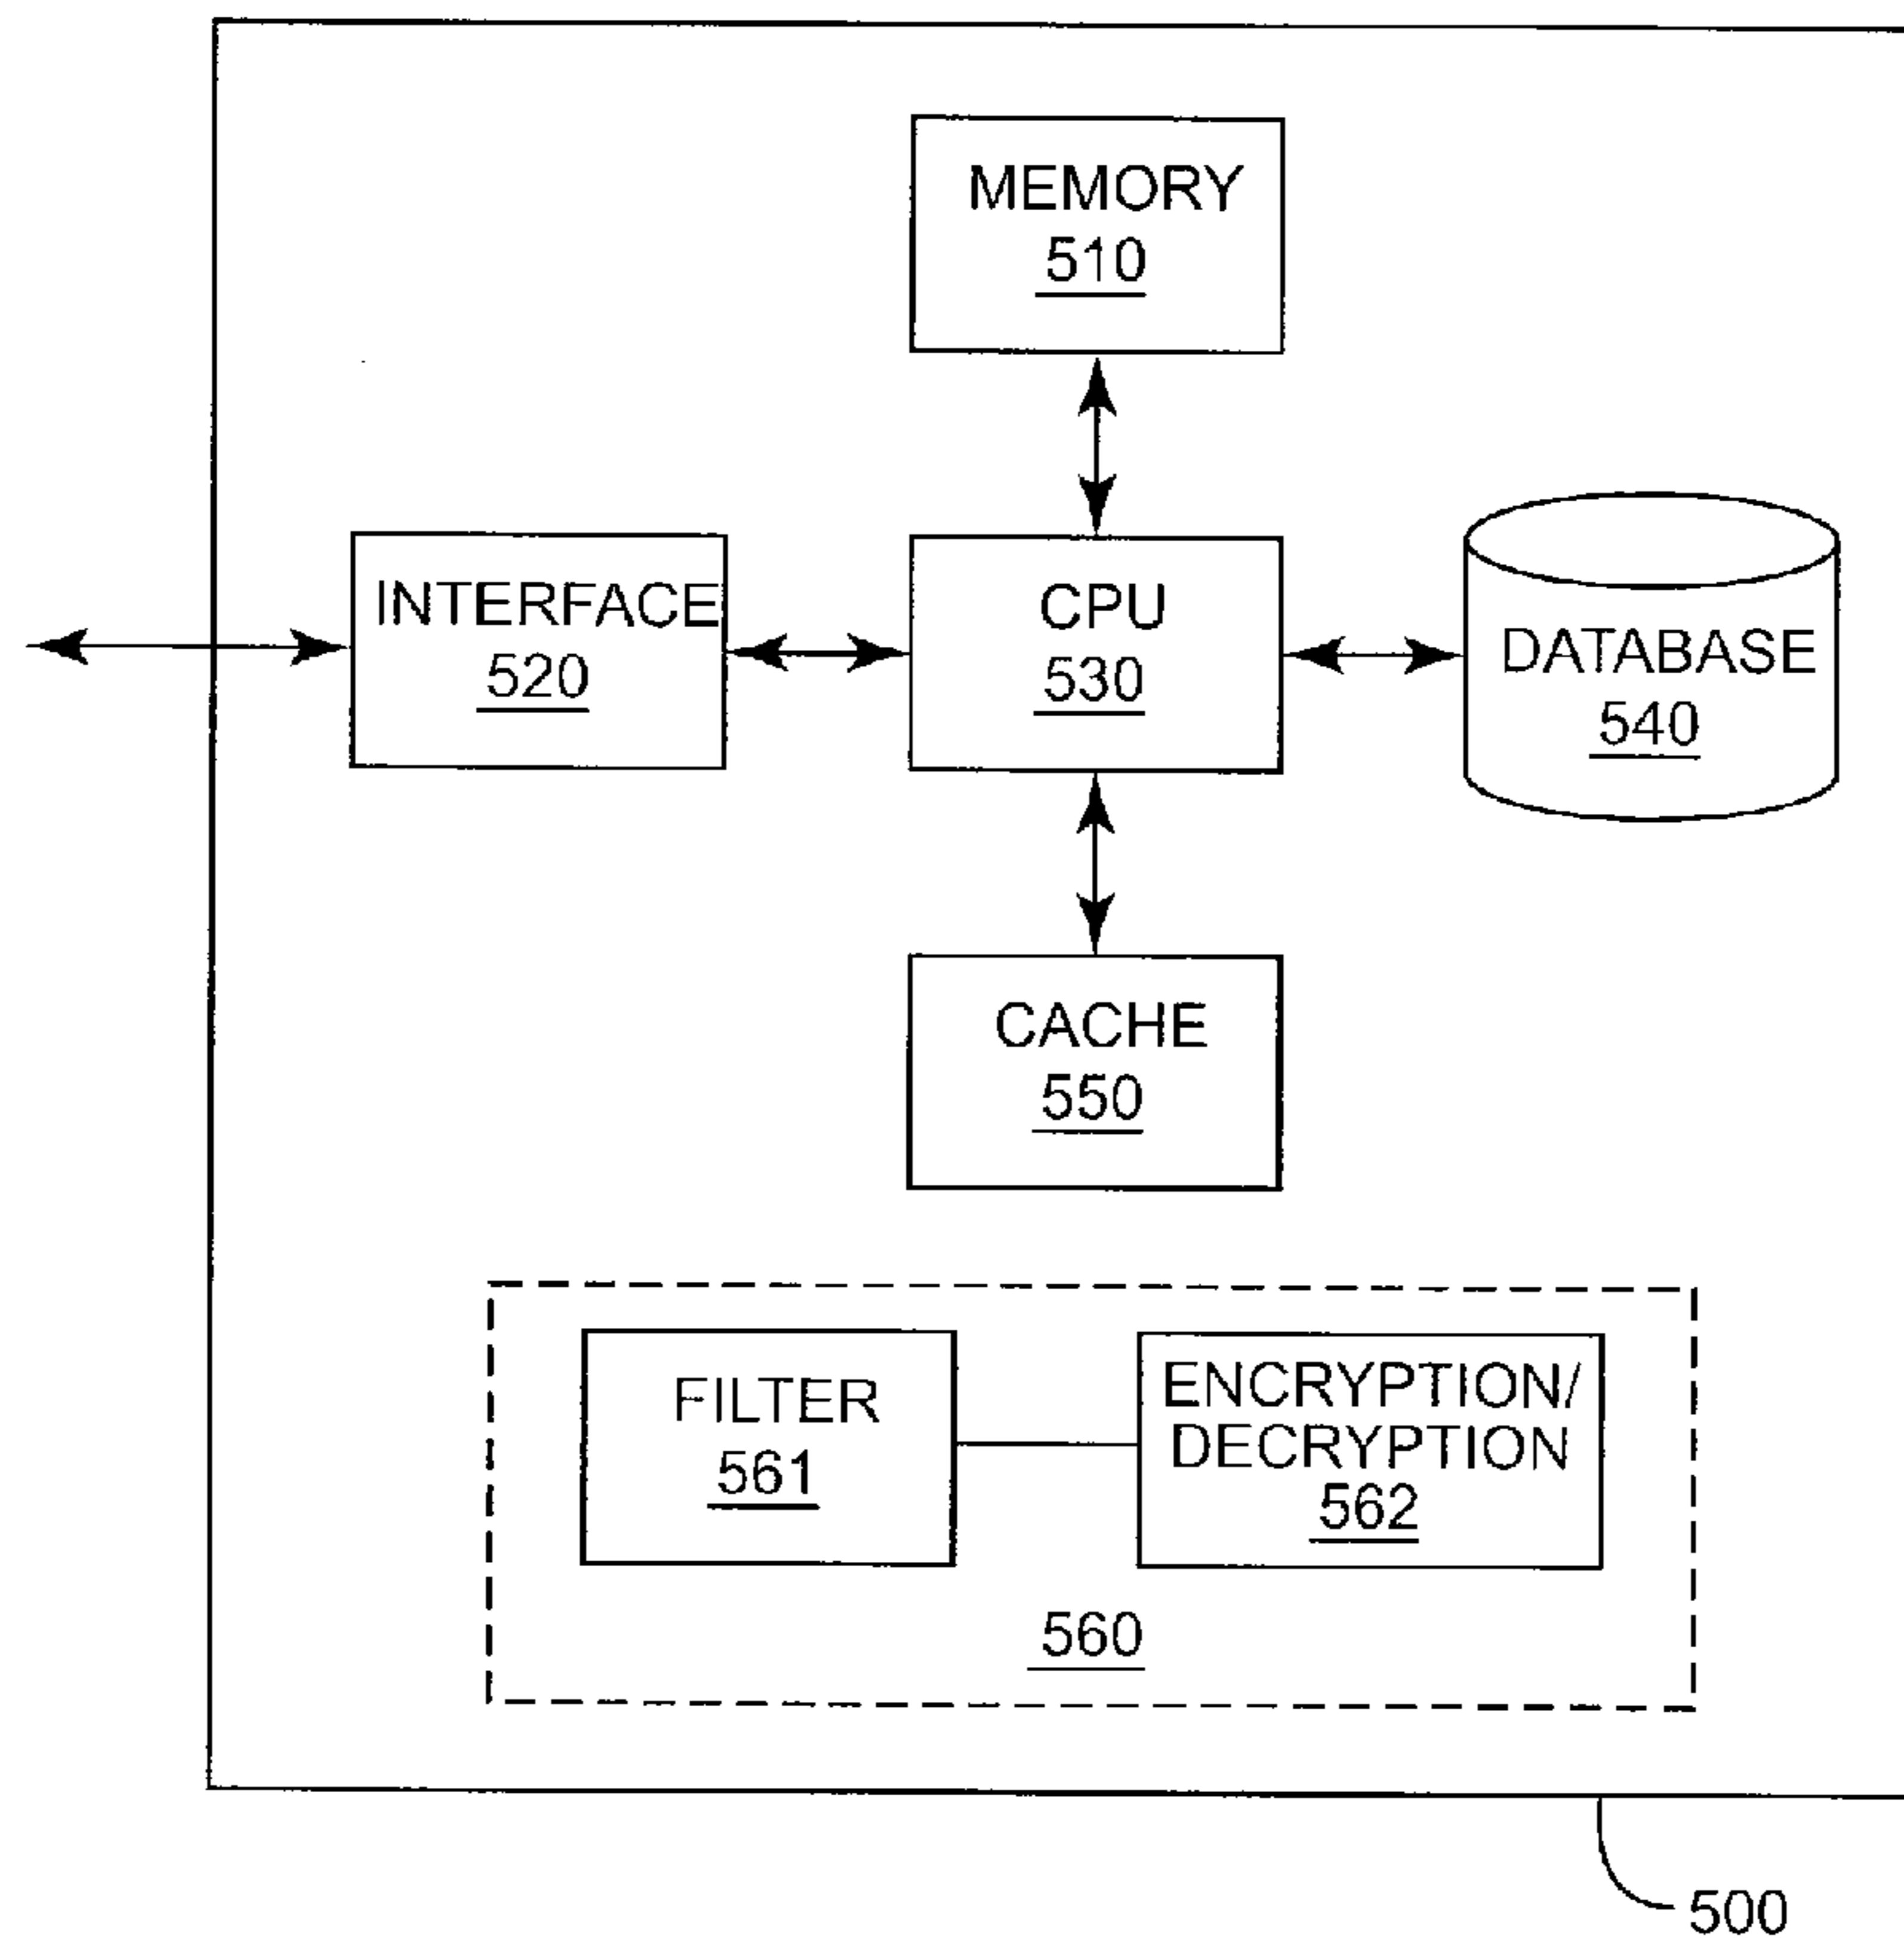 MEMORY
510
INTERFACE
520
CPU
530
DATABASE
540
CACHE
550
FILTER
561
ENCRYPTION/
DECRYPTION
562
560
500